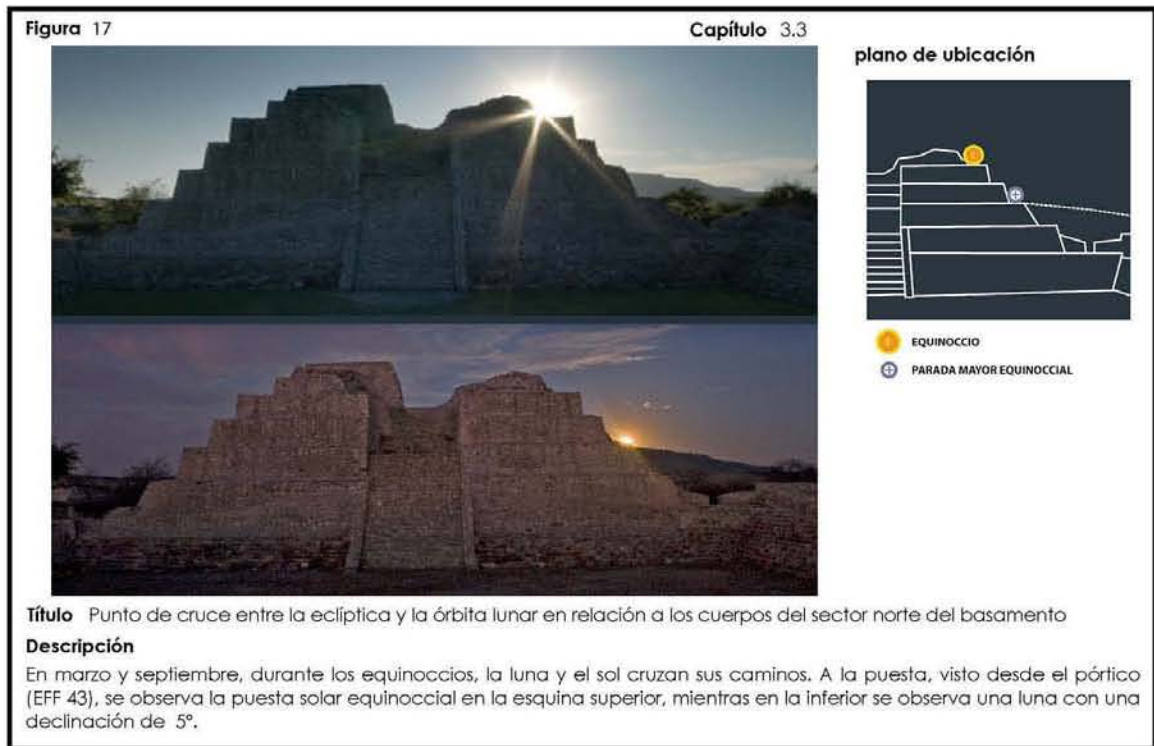 Figura 17
Capítulo 3.3
plano de ubicación
EQUINOCCIO
PARADA MAYOR EQUINOCCIAL
Título Punto de cruce entre la eclíptica y la órbita lunar en relación a los cuerpos del sector norte del basamento
Descripción
En marzo y septiembre, durante los equinoccios, la luna y el sol cruzan sus caminos. A la puesta, visto desde el pórtico
(EFF 43), se observa la puesta solar equinoccial en la esquina superior, mientras en la inferior se observa una luna con una
declinación de 5°.